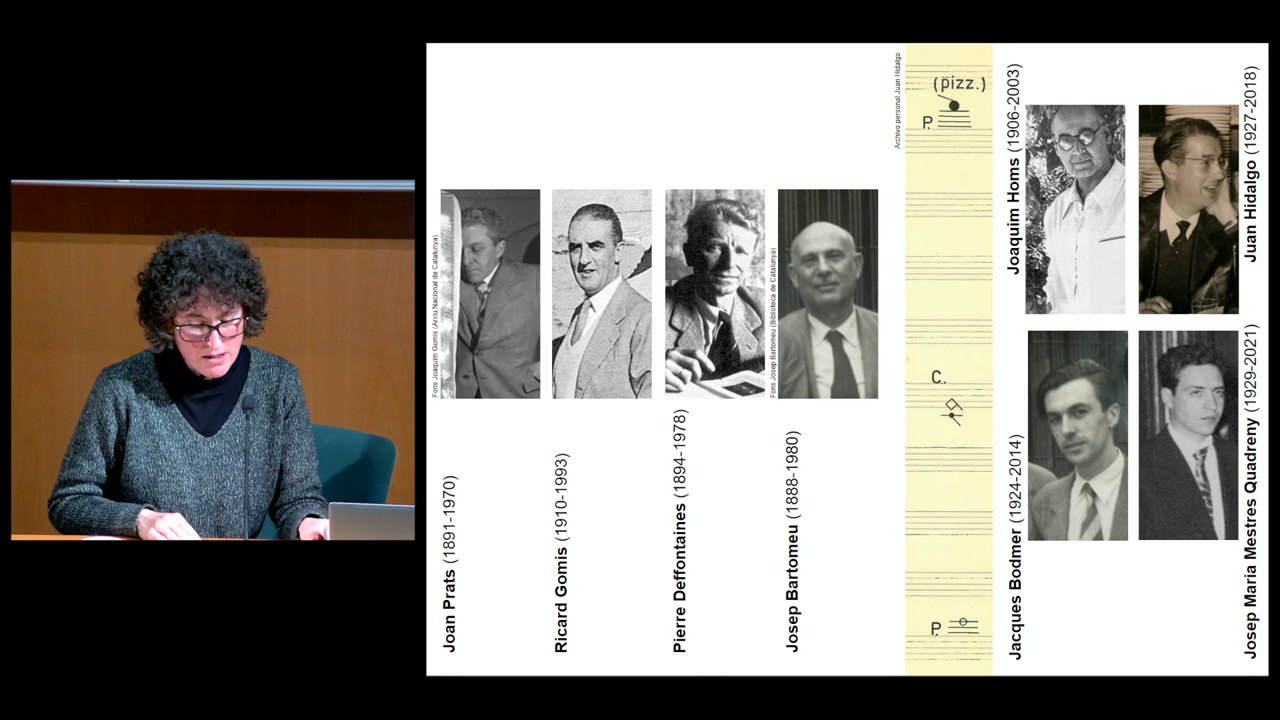 Fons Joaquim Gomis (Arxiu Nacional de Catalunya)
Joan Prats (1891-1970)
Ricard Gomis (1910-1993)
Pierre Deffontaines (1894-1978)
Fons Josep Bartomeu (Biblioteca de Catalunya)
Josep Bartomeu (1888-1980)
Archivo personal Juan Hidalgo
(pizz.)
P.
C.
P.
Joaquim Homs (1906-2003)
Juan Hidalgo (1927-2018)
Jacques Bodmer (1924-2014)
Josep Maria Mestres Quadreny (1929-2021)